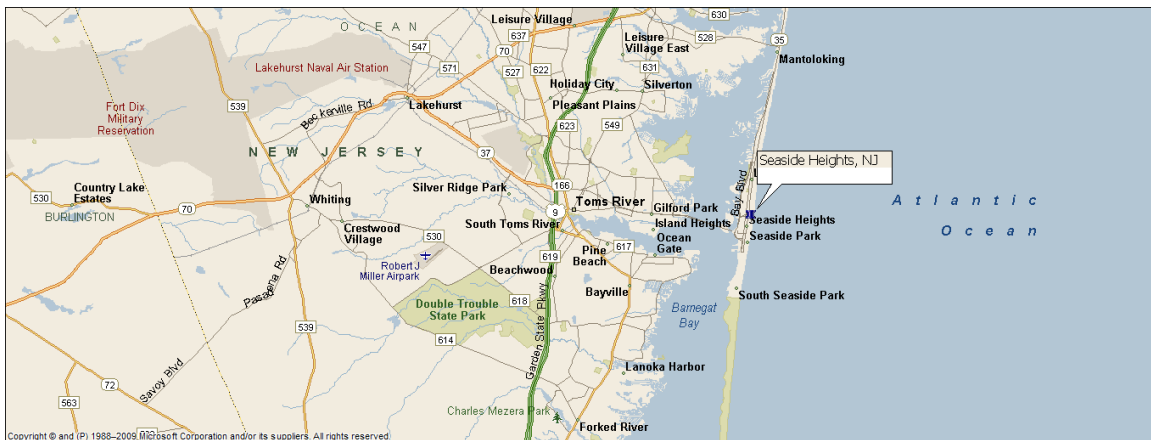 630
OCEAN
Leisure Village
528
35
547
637
70
Leisure Village East
Mantoloking
Lakehurst Naval Air Station
571
527
622
631
Holiday City
Silverton
Fort Dix
Military
Reservation
539
Beckerville Rd
Lakehurst
Pleasant Plains
623
549
NEW JERSEY
37
Seaside Heights, NJ
L
166
Silver Ridge Park
530
Country Lake
Estates
BURLINGTON
70
Whiting
9
Toms River
Gilford Park
Bay Blvd
Atlantic
Ocean
Seaside Heights
South Toms River
Island Heights
Crestwood
Village
530
Ocean
Gate
Seaside Park
617
Pine
Beach
619
Robert J
Miller Airpark
Beachwood
Pasadena Rd
Bayville
South Seaside Park
Double Trouble
State Park
618
Barnegat
Bay
Garden State Pkwy
539
614
Lanoka Harbor
Savoy Blvd
72
563
Charles Mezera Park
Forked River
Copyright © and (P) 1988–2009 Microsoft Corporation and/or its suppliers. All rights reserved.